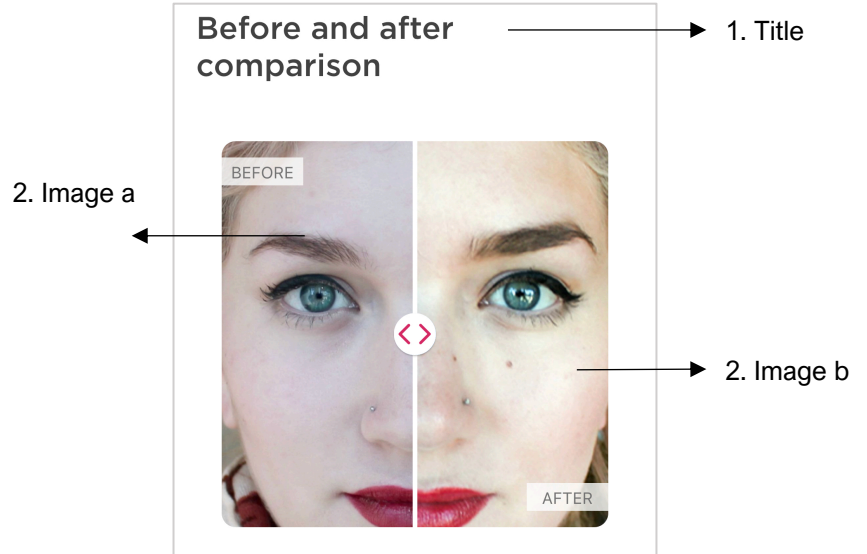 Before and after
comparison
1. Title
BEFORE
2. Image a
2. Image b
AFTER